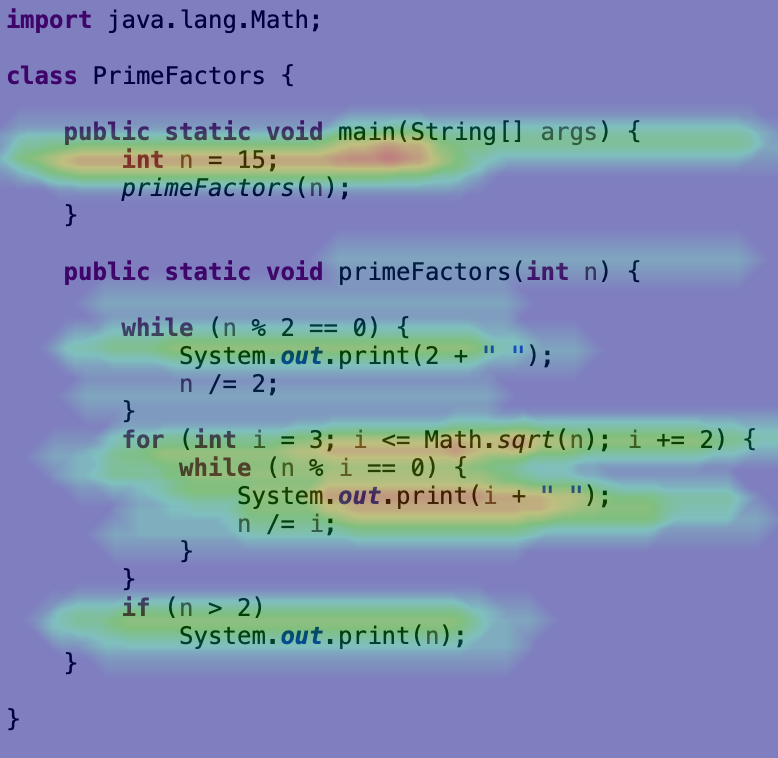 import java.lang.Math;
class PrimeFactors {
    public static void main(String[] args) {
        int n = 15;
        primeFactors(n);
    }
    public static void primeFactors(int n) {
        while (n % 2 == 0) {
            System.out.print(2 + " ");
            n /= 2;
        }
        for (int i = 3; i <= Math.sqrt(n); i += 2) {
            while (n % i == 0) {
                System.out.print(i + " ");
                n /= i;
            }
        }
        if (n > 2)
            System.out.print(n);
    }
}